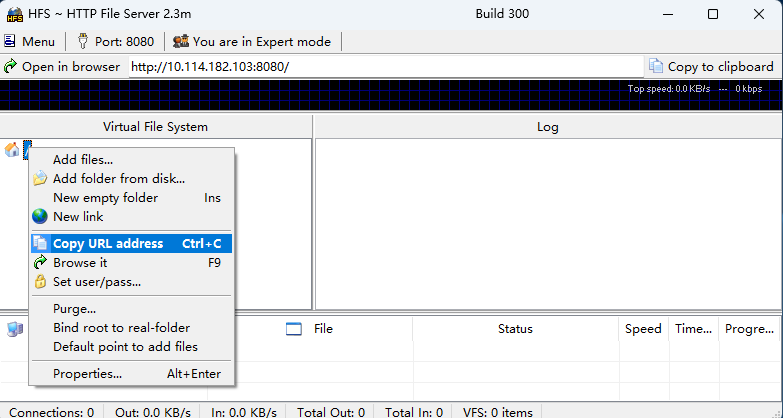 HFS ~ HTTP File Server 2.3m Build 300
Menu Port: 8080 You are in Expert mode
Open in browser http://10.114.182.103:8080/ Copy to clipboard
Top speed: 0.0 KB/s --- 0 kbps
Virtual File System Log
/
Add files...
Add folder from disk...
New empty folder Ins
New link
Copy URL address Ctrl+C
Browse it F9
Set user/pass...
Purge...
Bind root to real-folder
Default point to add files
Properties... Alt+Enter
File Status Speed Time... Progre...
Connections: 0 Out: 0.0 KB/s In: 0.0 KB/s Total Out: 0 Total In: 0 VFS: 0 items